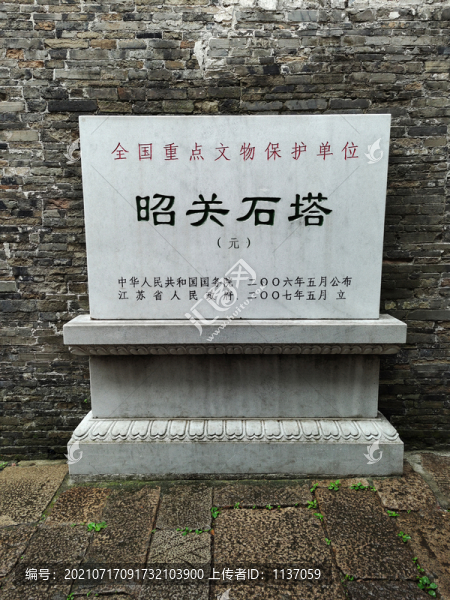 全国重点文物保护单位
昭关石塔
（元）
中华人民共和国国务院 二〇〇六年五月公布
江苏省人民政府 二〇〇七年五月 立
编号：20210717091732103900 上传者ID：1137059